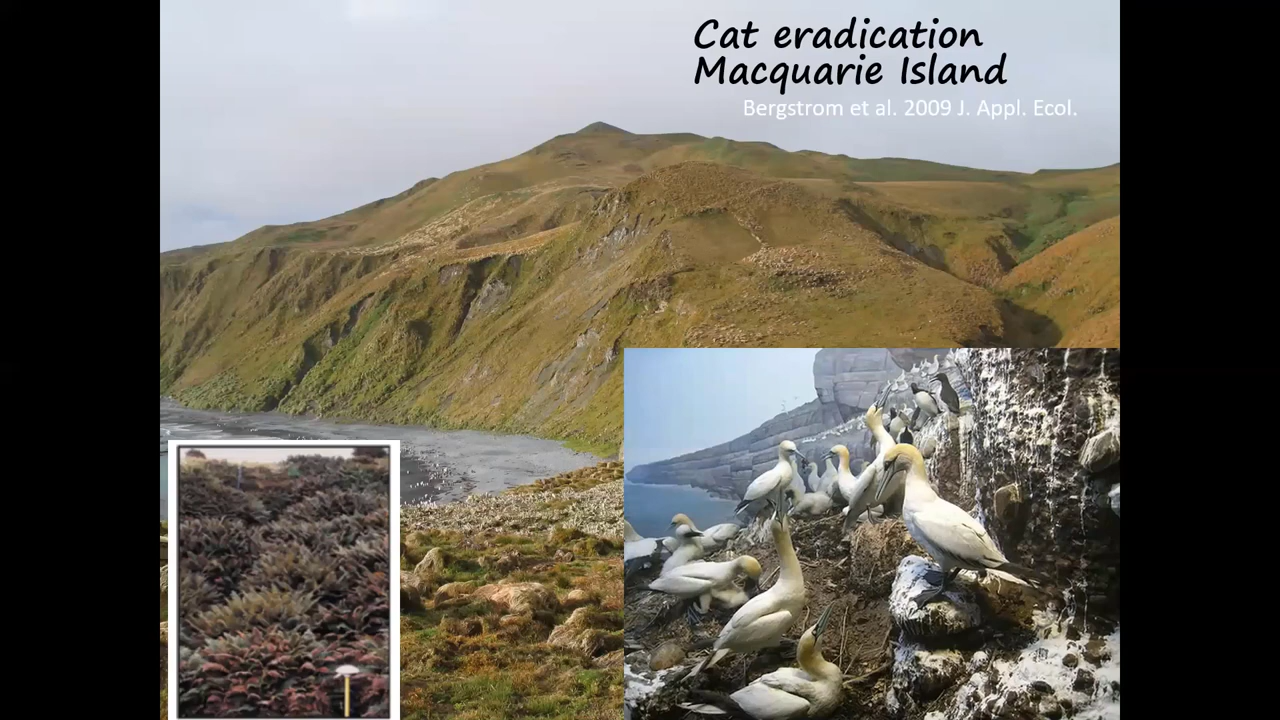 Cat eradication
Macquarie Island
Bergstrom et al. 2009 J. Appl. Ecol.